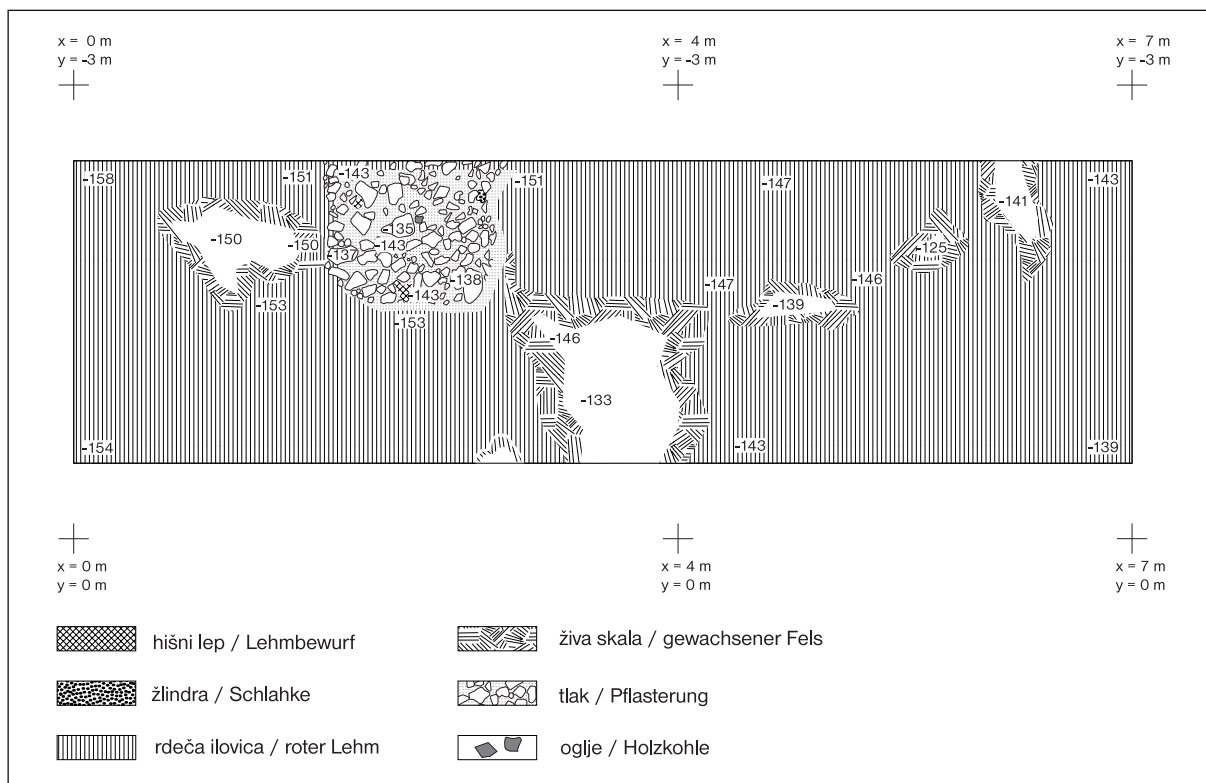 x = 0 m
y = -3 m
x = 4 m
y = -3 m
x = 7 m
y = -3 m
-158
-151
-143
-151
-147
-143
-141
-150
-150
-135
-143
-137
-138
-143
-153
-153
-125
-146
-147
-139
-146
-133
-154
-143
-139
x = 0 m
y = 0 m
x = 4 m
y = 0 m
x = 7 m
y = 0 m
hišni lep / Lehmbewurf
živa skala / gewachsener Fels
žlindra / Schlahke
tlak / Pflasterung
rdeča ilovica / roter Lehm
oglje / Holzkohle